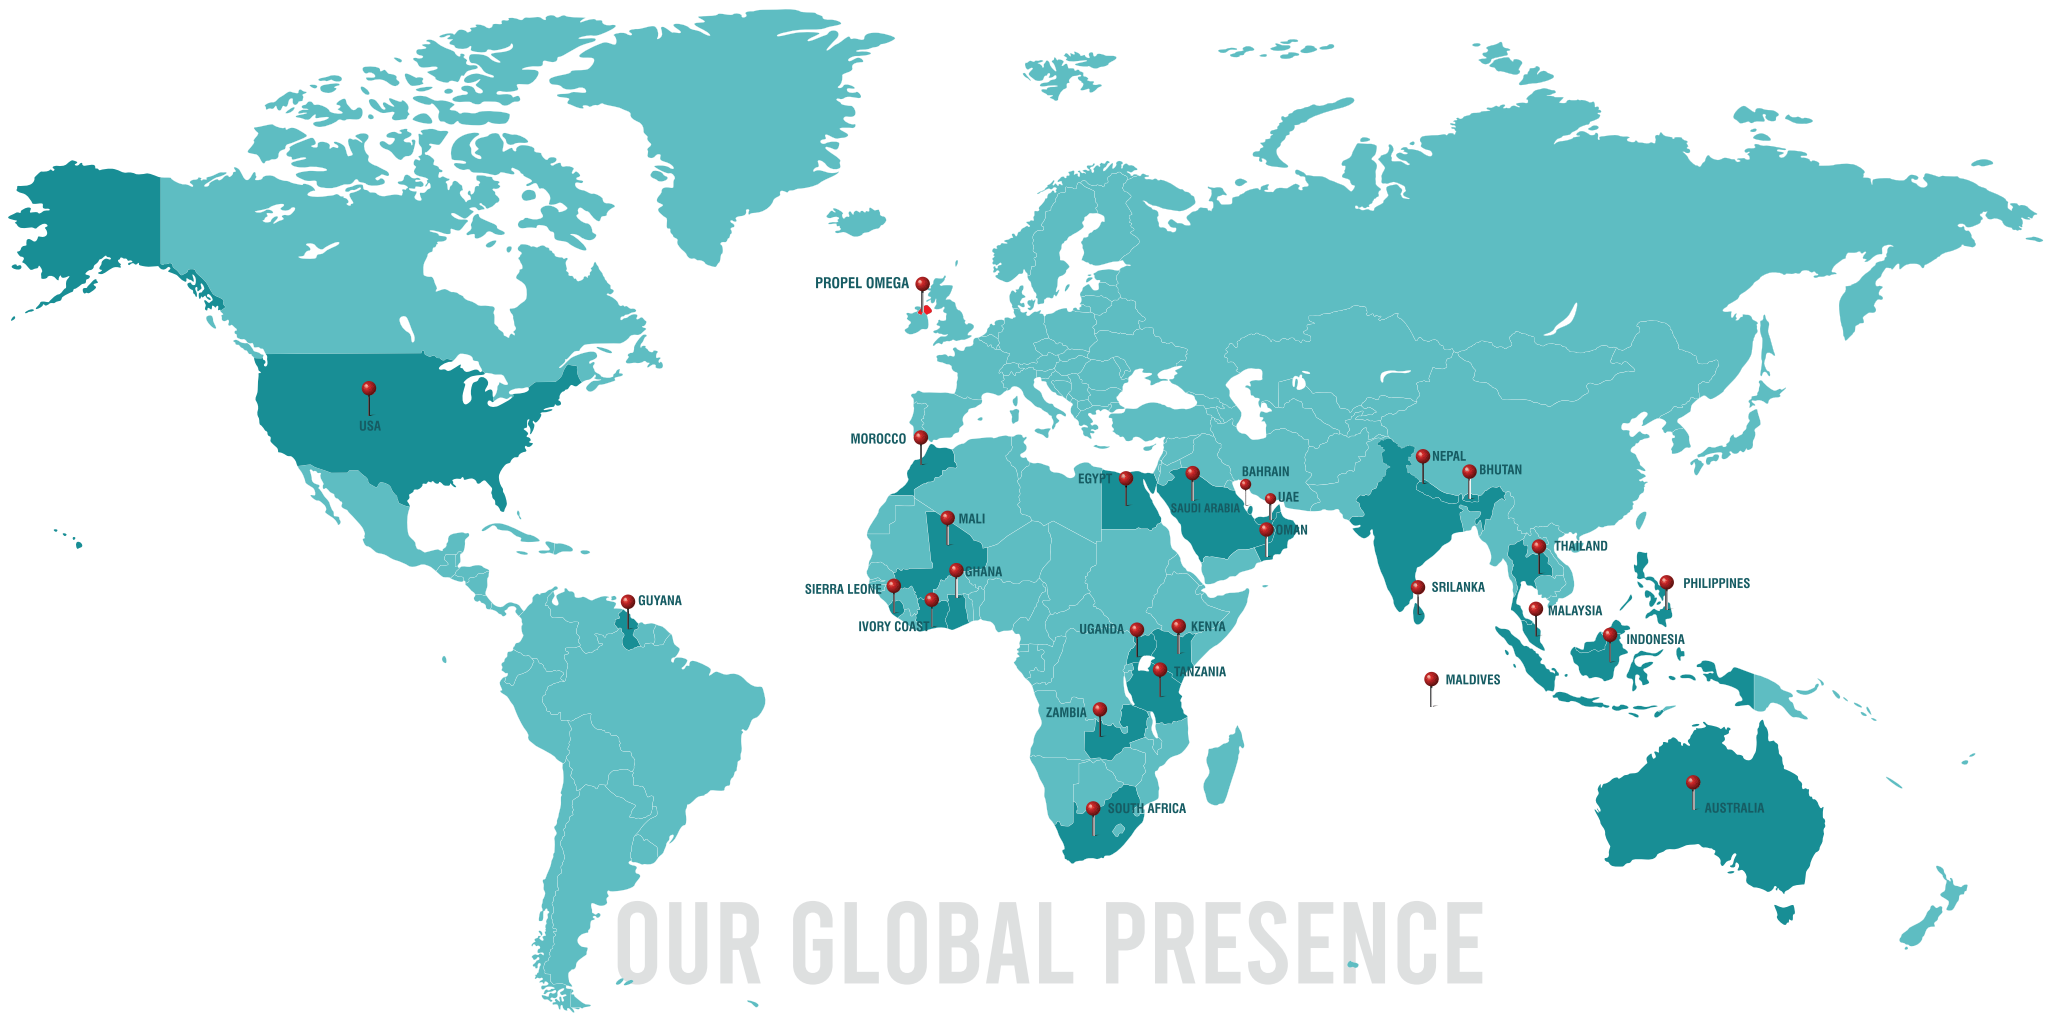 PROPEL OMEGA
USA
MOROCCO
NEPAL
BHUTAN
BAHRAIN
EGYPT
UAE
SAUDI ARABIA
MALI
OMAN
THAILAND
GHANA
SIERRA LEONE
SRILANKA
PHILIPPINES
GUYANA
MALAYSIA
IVORY COAST
UGANDA
KENYA
INDONESIA
TANZANIA
MALDIVES
ZAMBIA
SOUTH AFRICA
AUSTRALIA
OUR GLOBAL PRESENCE